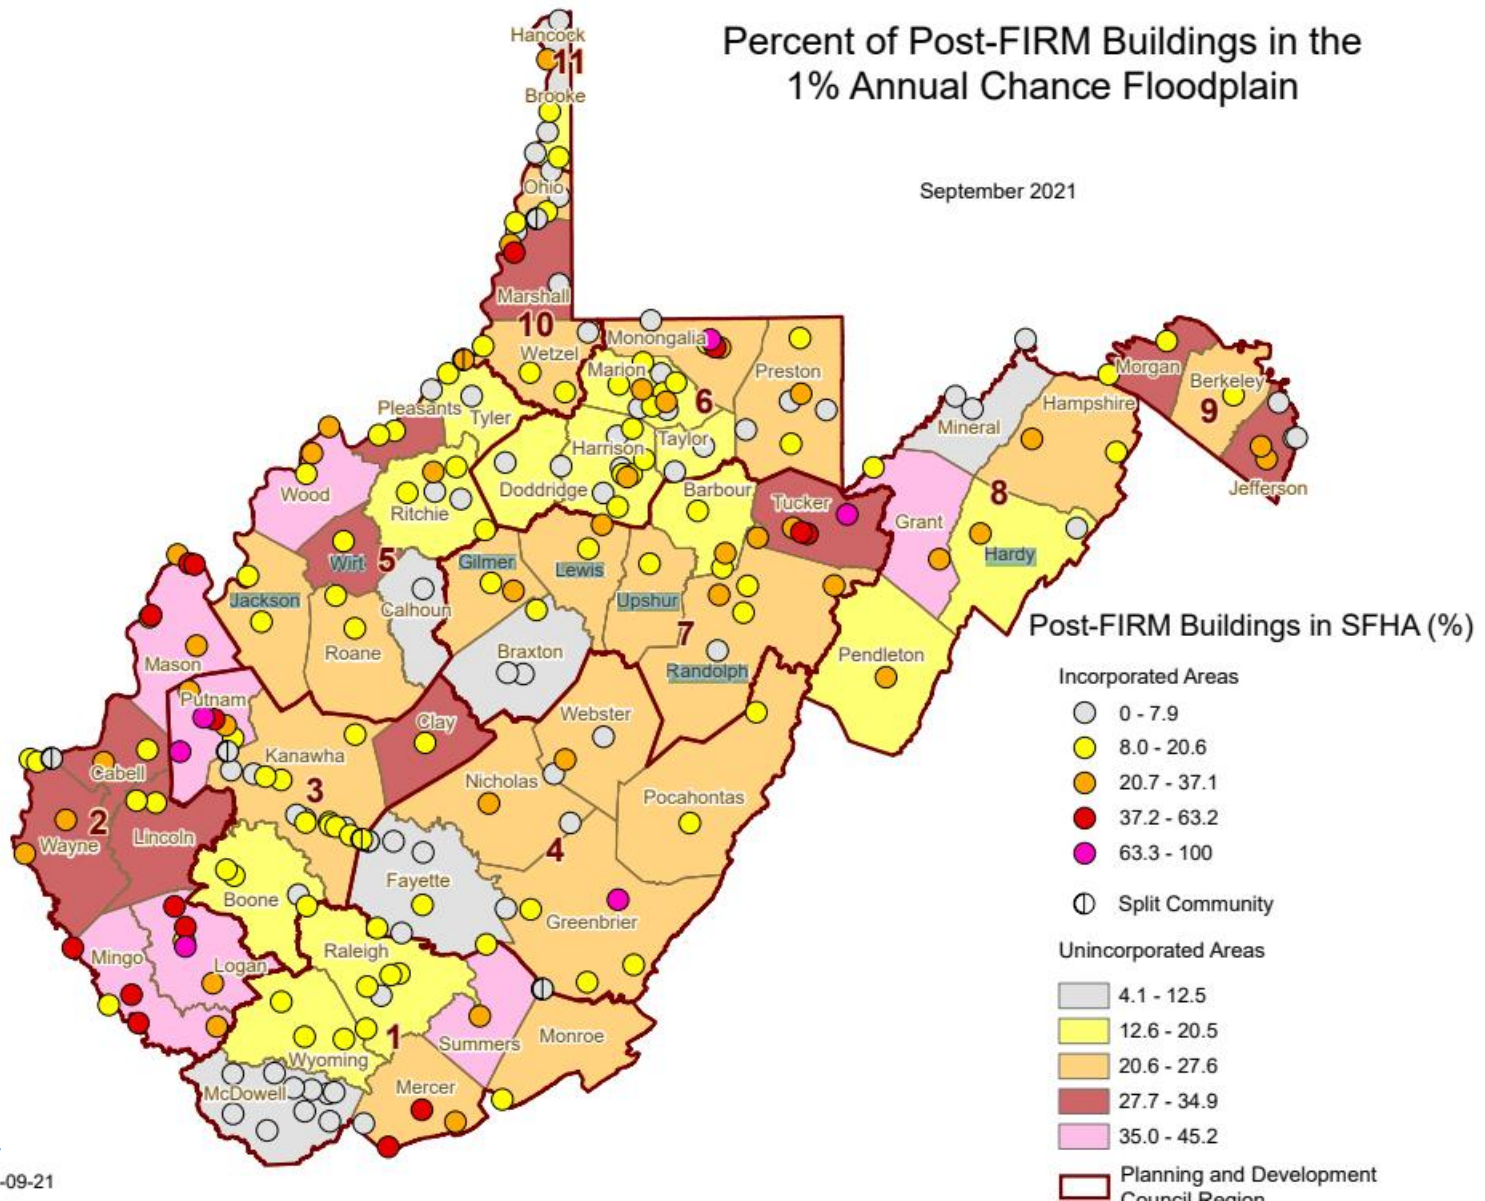 Percent of Post-FIRM Buildings in the
1% Annual Chance Floodplain
September 2021
Hancock
11
Brooke
Ohio
Marshall
10
Wetzel
Monongalia
Marion
Preston
6
Pleasants
Tyler
Harrison
Taylor
Doddridge
Wood
Ritchie
Barbour
Tucker
Morgan
Berkeley
9
Jefferson
Hampshire
Mineral
8
Grant
Hardy
Wirt
5
Gilmer
Lewis
Upshur
Jackson
Calhoun
Roane
Braxton
7
Randolph
Pendleton
Mason
Putnam
Clay
Webster
Kanawha
3
Nicholas
Pocahontas
Cabell
2
Wayne
Lincoln
4
Fayette
Boone
Greenbrier
Raleigh
Mingo
Logan
1
Summers
Monroe
Wyoming
McDowell
Mercer
Post-FIRM Buildings in SFHA (%)
Incorporated Areas
0 - 7.9
8.0 - 20.6
20.7 - 37.1
37.2 - 63.2
63.3 - 100
Split Community
Unincorporated Areas
4.1 - 12.5
12.6 - 20.5
20.6 - 27.6
27.7 - 34.9
35.0 - 45.2
Planning and Development
Council Region
-09-21